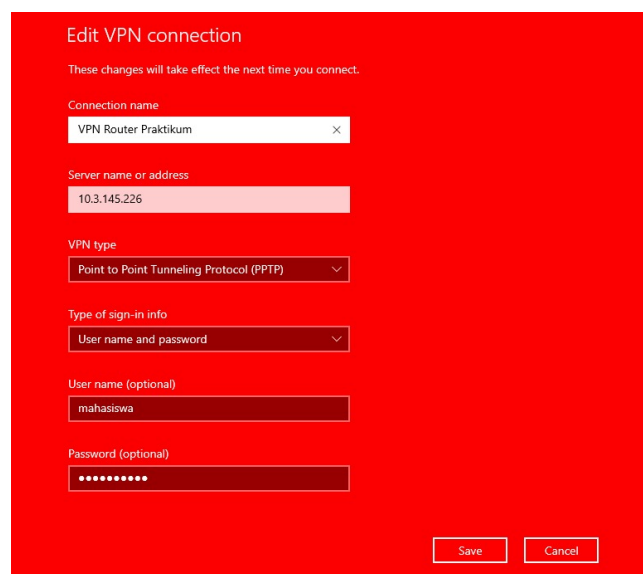 Edit VPN connection
These changes will take effect the next time you connect.
Connection name
VPN Router Praktikum
Server name or address
10.3.145.226
VPN type
Point to Point Tunneling Protocol (PPTP)
Type of sign-in info
User name and password
User name (optional)
mahasiswa
Password (optional)
●●●●●●●●●●
Save Cancel